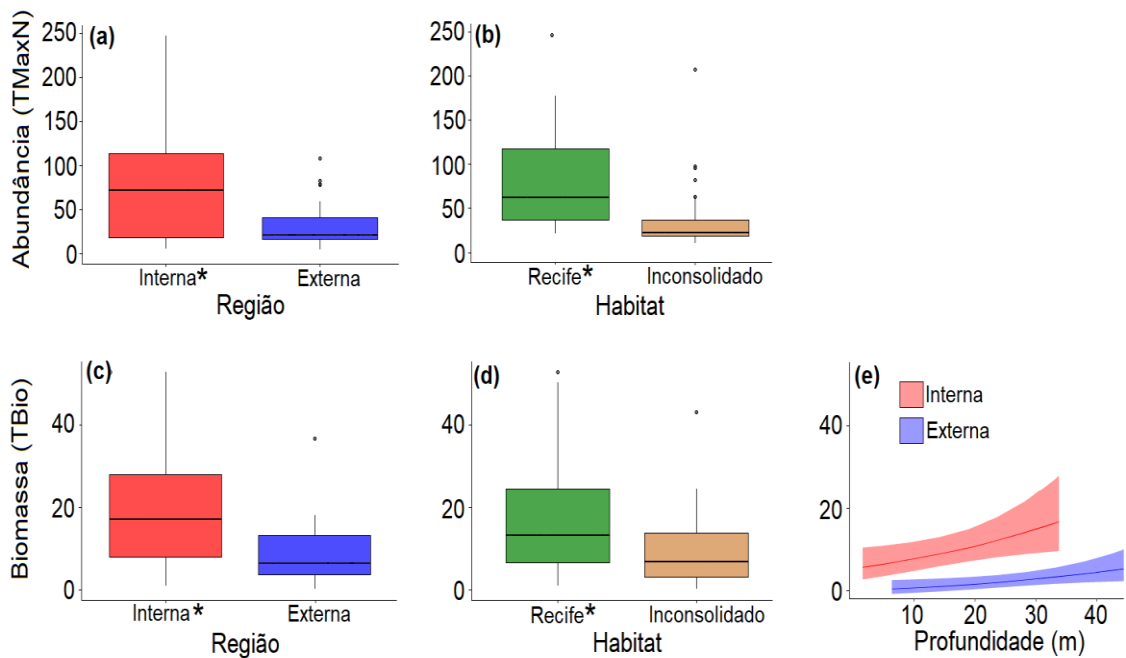 Abundância (TMaxN)
(a)
250
200
150
100
50
0
Interna*
Externa
Região
(b)
250
200
150
100
50
0
Recife*
Inconsolidado
Habitat
Biomassa (TBio)
(c)
40
20
0
Interna*
Externa
Região
(d)
40
20
0
Recife*
Inconsolidado
Habitat
(e)
Interna
Externa
40
20
0
10 20 30 40
Profundidade (m)